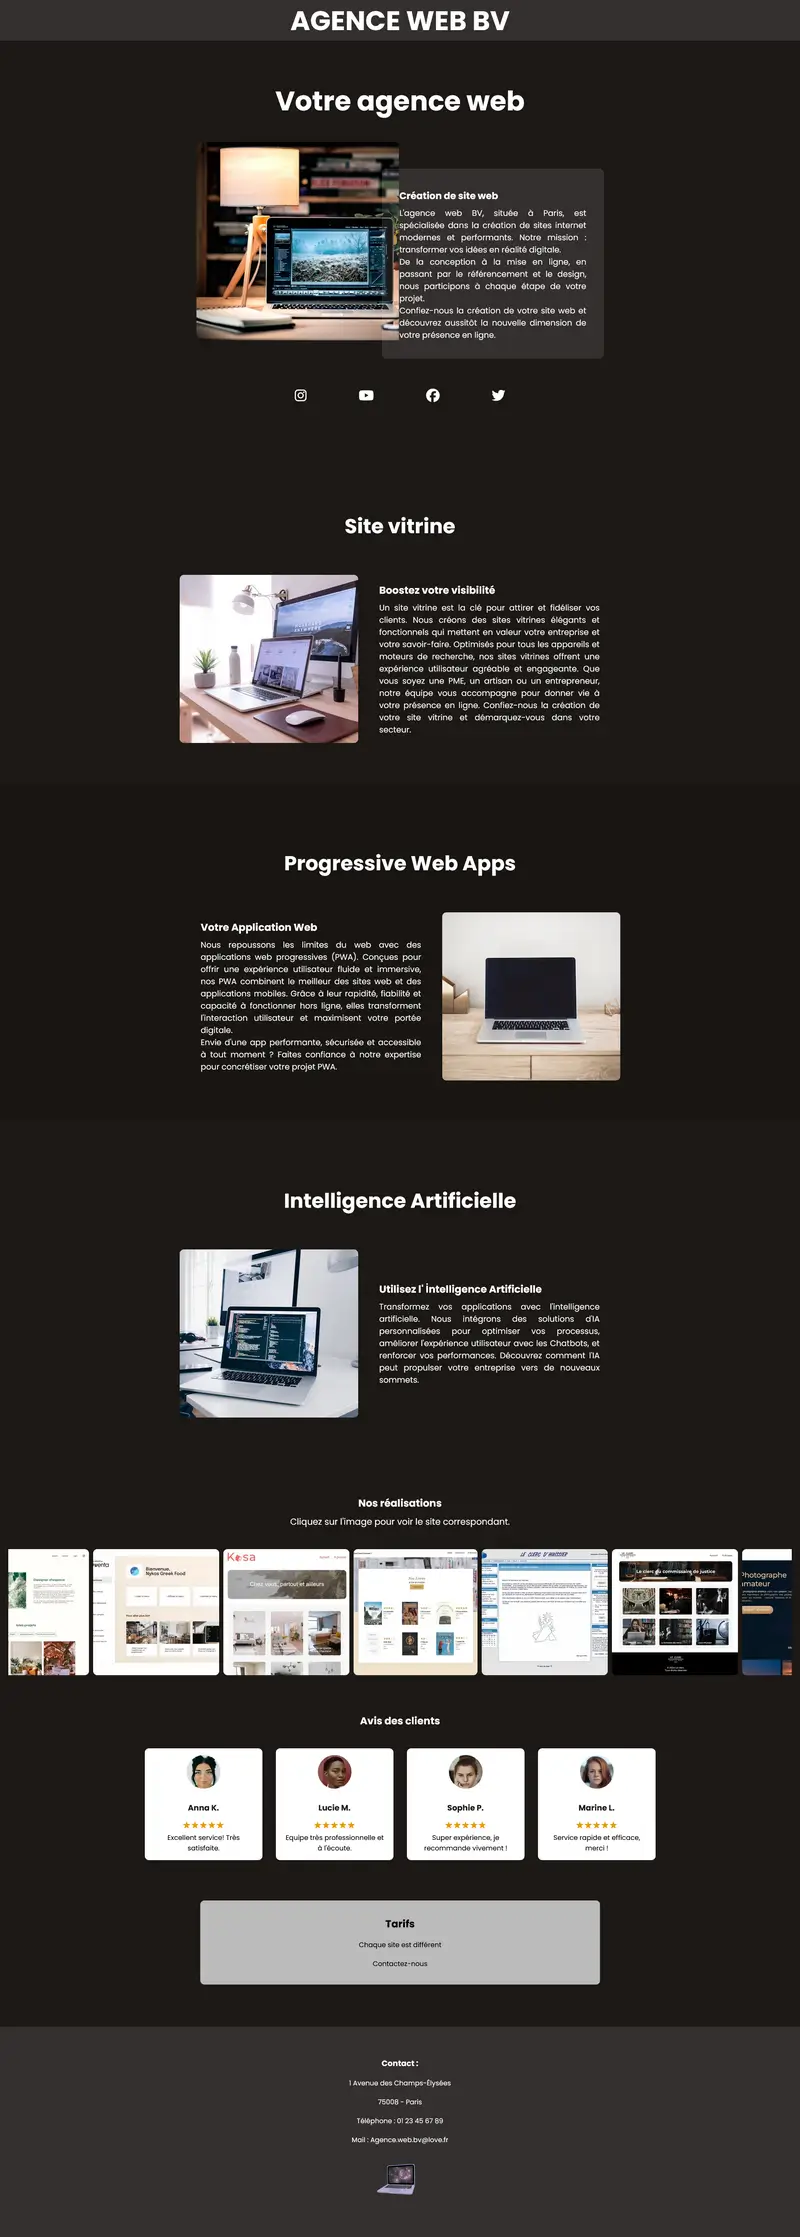 AGENCE WEB BV
Votre agence web
Création de site web
L'agence web BV, située à Paris, est
spécialisée dans la création de sites internet
modernes et performants. Notre mission :
transformer vos idées en réalité digitale.
De la conception à la mise en ligne, en
passant par le référencement et le design,
nous participons à chaque étape de votre
projet.
Confiez-nous la création de votre site web et
découvrez aussitôt la nouvelle dimension de
votre présence en ligne.
Site vitrine
Boostez votre visibilité
Un site vitrine est la clé pour attirer et fidéliser vos
clients. Nous créons des sites vitrines élégants et
fonctionnels qui mettent en valeur votre entreprise et
votre savoir-faire. Optimisés pour tous les appareils et
moteurs de recherche, nos sites vitrines offrent une
expérience utilisateur agréable et engageante. Que
vous soyez une PME, un artisan ou un entrepreneur,
notre équipe vous accompagne pour donner vie à
votre présence en ligne. Confiez-nous la création de
votre site vitrine et démarquez-vous dans votre
secteur.
Progressive Web Apps
Votre Application Web
Nous repoussons les limites du web avec des
applications web progressives (PWA). Conçues pour
offrir une expérience utilisateur fluide et immersive,
nos PWA combinent le meilleur des sites web et des
applications mobiles. Grâce à leur rapidité, fiabilité et
capacité à fonctionner hors ligne, elles transforment
l'interaction utilisateur et maximisent votre portée
digitale.
Envie d'une app performante, sécurisée et accessible
à tout moment ? Faites confiance à notre expertise
pour concrétiser votre projet PWA.
Intelligence Artificielle
Utilisez l' intelligence Artificielle
Transformez vos applications avec l'intelligence
artificielle. Nous intégrons des solutions d'IA
personnalisées pour optimiser vos processus,
améliorer l'expérience utilisateur avec les Chatbots, et
renforcer vos performances. Découvrez comment l'IA
peut propulser votre entreprise vers de nouveaux
sommets.
Nos réalisations
Cliquez sur l'image pour voir le site correspondant.
Designer d'espace
Bienvenue,
Nykos Greek Food
Kosa
Chez vous, partout et ailleurs
LE CLERC D'HUISSIER
Le clerc du commissaire de justice
Photographe
amateur
Avis des clients
Anna K.
★★★★★
Excellent service! Très
satisfaite.
Lucie M.
★★★★★
Equipe très professionnelle et
à l'écoute.
Sophie P.
★★★★★
Super expérience, je
recommande vivement !
Marine L.
★★★★★
Service rapide et efficace,
merci !
Tarifs
Chaque site est différent
Contactez-nous
Contact :
1 Avenue des Champs-Élysées
75008 - Paris
Téléphone : 01 23 45 67 89
Mail : Agence.web.bv@love.fr